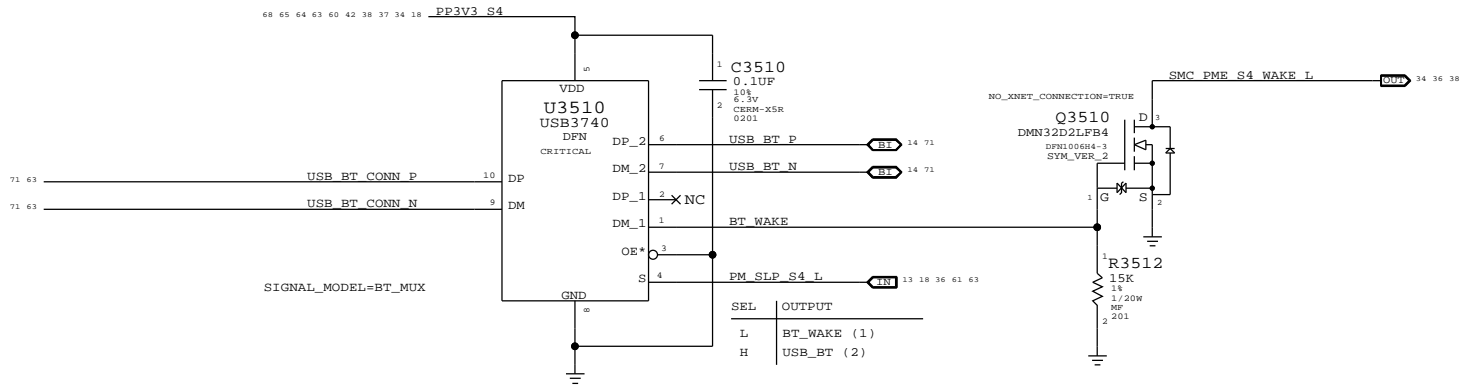 68 65 64 63 60 42 38 37 34 18 PP3V3_S4
5
VDD
U3510
USB3740
DFN
CRITICAL
1
C3510
0.1UF
10%
6.3V
CERM-X5R
0201
2
SMC_PME_S4_WAKE_L OUT 34 36 38
NO_XNET_CONNECTION=TRUE
Q3510
DMN32D2LFB4
DFN1006H4-3
SYM_VER_2
D 3
1 G S 2
DP_2 6 USB_BT_P BI 14 71
DM_2 7 USB_BT_N BI 14 71
71 63 USB_BT_CONN_P 10 DP
71 63 USB_BT_CONN_N 9 DM
DP_1 2 NC
DM_1 1 BT_WAKE
OE* 3
S 4 PM_SLP_S4_L IN 13 18 36 61 63
1
R3512
15K
1%
1/20W
MF
201
2
SIGNAL_MODEL=BT_MUX
GND
8
SEL OUTPUT
L BT_WAKE (1)
H USB_BT (2)